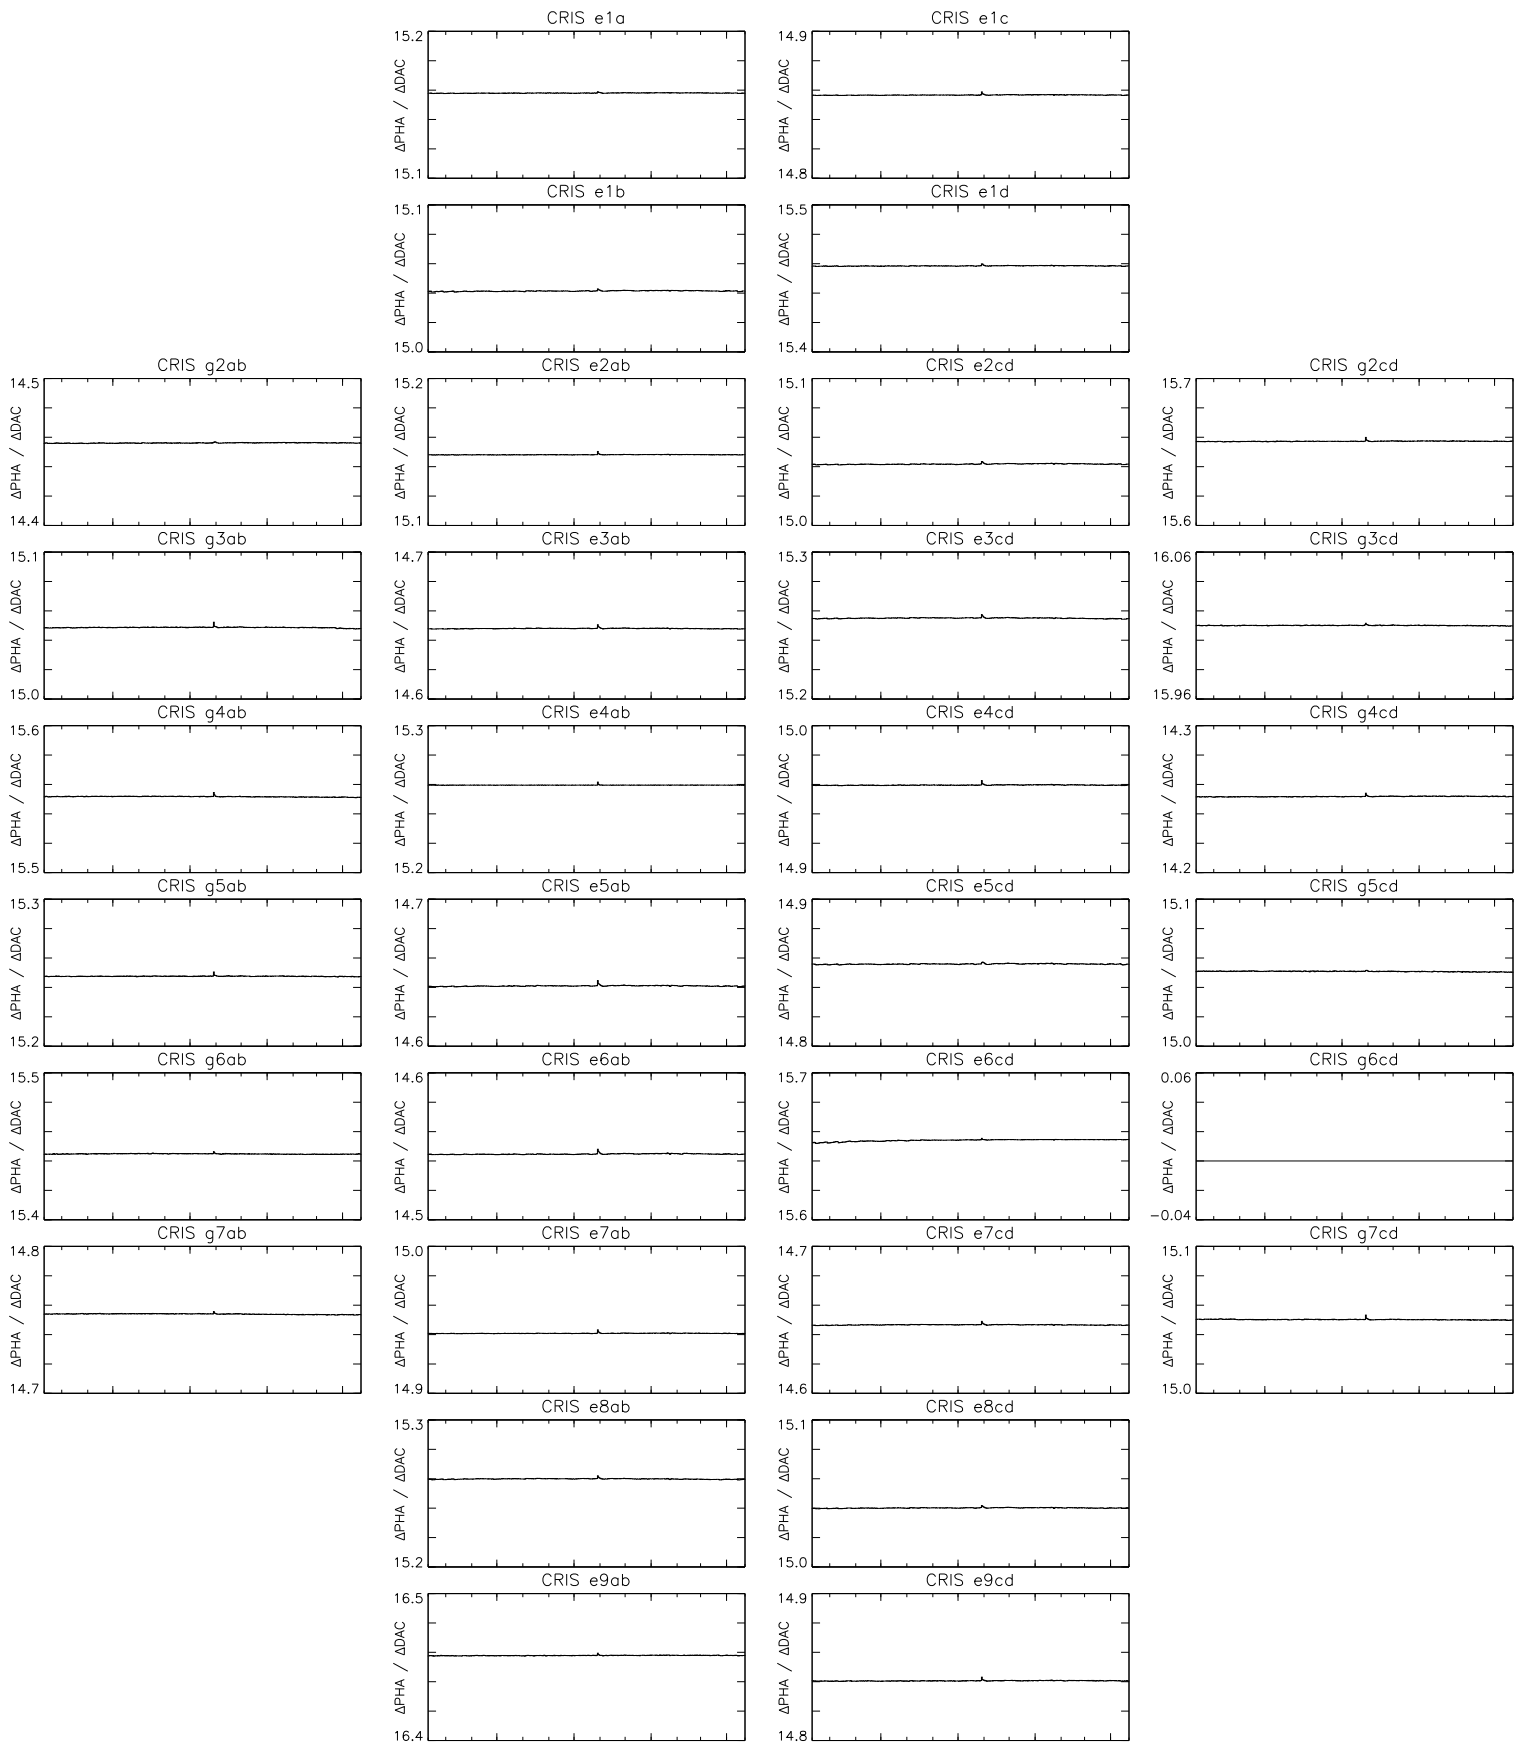 CRIS e1a
15.2
ΔPHA / ΔDAC
15.1
CRIS e1c
14.9
ΔPHA / ΔDAC
14.8
CRIS e1b
15.1
ΔPHA / ΔDAC
15.0
CRIS e1d
15.5
ΔPHA / ΔDAC
15.4
CRIS g2ab
14.5
ΔPHA / ΔDAC
14.4
CRIS e2ab
15.2
ΔPHA / ΔDAC
15.1
CRIS e2cd
15.1
ΔPHA / ΔDAC
15.0
CRIS g2cd
15.7
ΔPHA / ΔDAC
15.6
CRIS g3ab
15.1
ΔPHA / ΔDAC
15.0
CRIS e3ab
14.7
ΔPHA / ΔDAC
14.6
CRIS e3cd
15.3
ΔPHA / ΔDAC
15.2
CRIS g3cd
16.06
ΔPHA / ΔDAC
15.96
CRIS g4ab
15.6
ΔPHA / ΔDAC
15.5
CRIS e4ab
15.3
ΔPHA / ΔDAC
15.2
CRIS e4cd
15.0
ΔPHA / ΔDAC
14.9
CRIS g4cd
14.3
ΔPHA / ΔDAC
14.2
CRIS g5ab
15.3
ΔPHA / ΔDAC
15.2
CRIS e5ab
14.7
ΔPHA / ΔDAC
14.6
CRIS e5cd
14.9
ΔPHA / ΔDAC
14.8
CRIS g5cd
15.1
ΔPHA / ΔDAC
15.0
CRIS g6ab
15.5
ΔPHA / ΔDAC
15.4
CRIS e6ab
14.6
ΔPHA / ΔDAC
14.5
CRIS e6cd
15.7
ΔPHA / ΔDAC
15.6
CRIS g6cd
0.06
ΔPHA / ΔDAC
−0.04
CRIS g7ab
14.8
ΔPHA / ΔDAC
14.7
CRIS e7ab
15.0
ΔPHA / ΔDAC
14.9
CRIS e7cd
14.7
ΔPHA / ΔDAC
14.6
CRIS g7cd
15.1
ΔPHA / ΔDAC
15.0
CRIS e8ab
15.3
ΔPHA / ΔDAC
15.2
CRIS e8cd
15.1
ΔPHA / ΔDAC
15.0
CRIS e9ab
16.5
ΔPHA / ΔDAC
16.4
CRIS e9cd
14.9
ΔPHA / ΔDAC
14.8